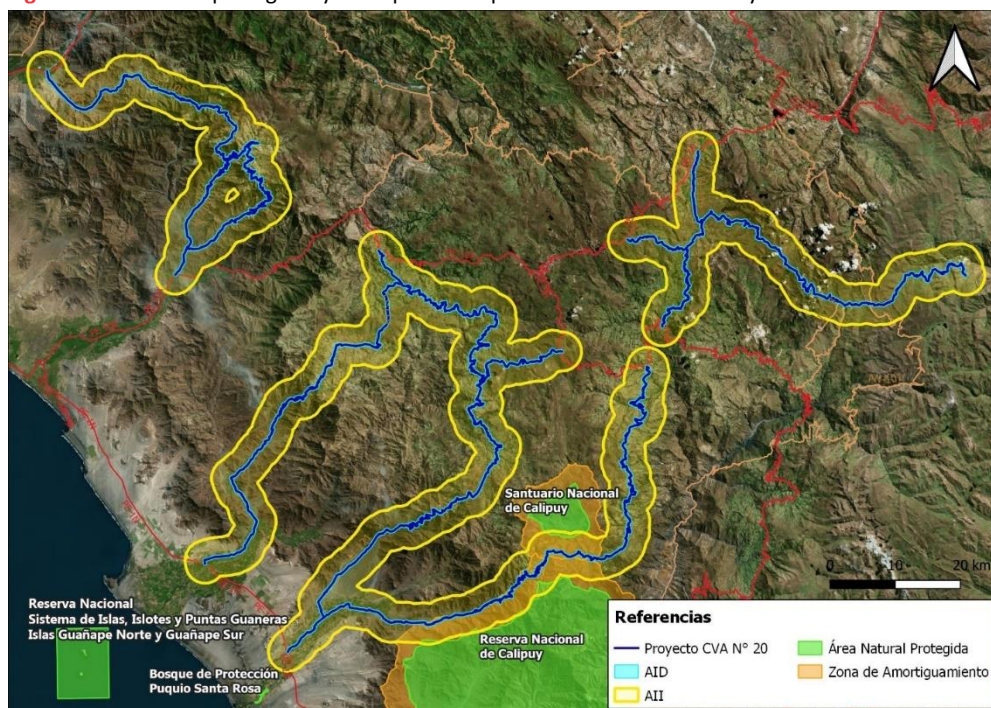 Santuario Nacional
de Calipuy
0 10 20 km
Reserva Nacional
Sistema de Islas, Islotes y Puntas Guaneras
Islas Guañape Norte y Guañape Sur
Reserva Nacional
de Calipuy
Bosque de Protección
Puquio Santa Rosa
Referencias
Proyecto CVA N° 20
AID
AII
Área Natural Protegida
Zona de Amortiguamiento